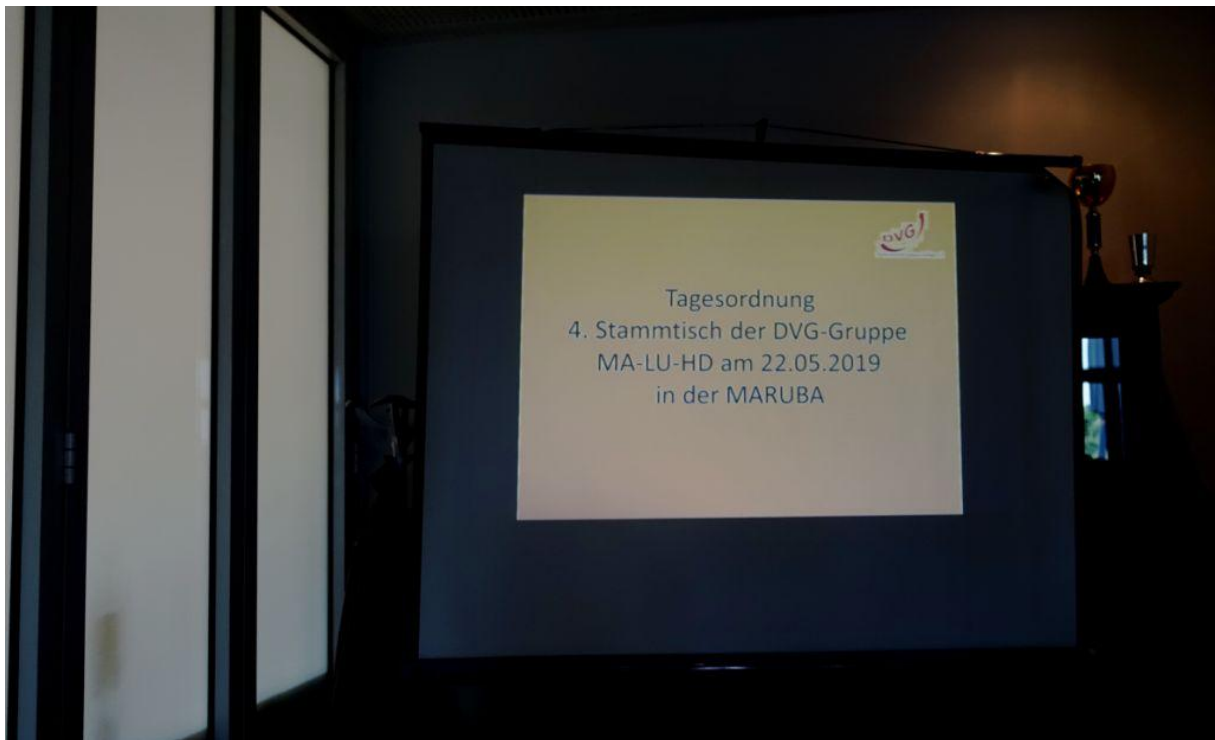 DVG
Tagesordnung
4. Stammtisch der DVG-Gruppe
MA-LU-HD am 22.05.2019
in der MARUBA